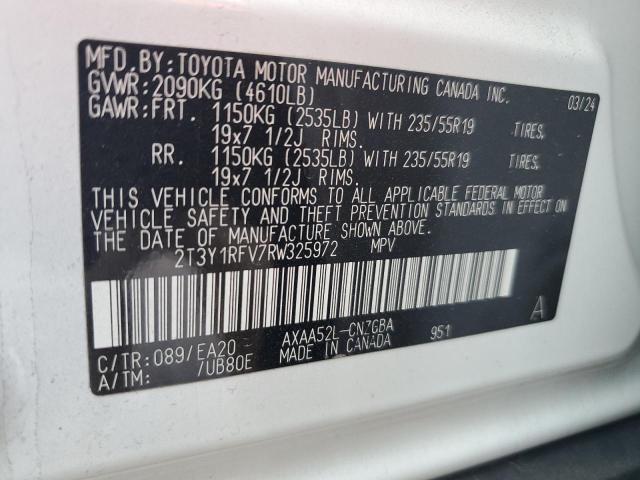 MFD.BY:TOYOTA MOTOR MANUFACTURING CANADA INC. 03/24
GVWR:2090KG (4610LB)
GAWR:FRT. 1150KG (2535LB) WITH 235/55R19 TIRES,
19x7 1/2J RIMS.
RR. 1150KG (2535LB) WITH 235/55R19 TIRES,
19x7 1/2J RIMS.
THIS VEHICLE CONFORMS TO ALL APPLICABLE FEDERAL MOTOR
VEHICLE SAFETY AND THEFT PREVENTION STANDARDS IN EFFECT ON
THE DATE OF MANUFACTURE SHOWN ABOVE.
2T3Y1RFV7RW325972 MPV
A
C/TR:089/EA20 AXAA52L-CNZGBA 951
A/TM: /UB80E MADE IN CANADA